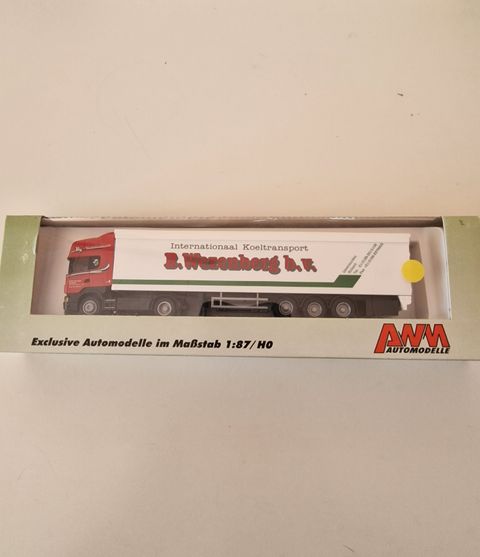 Internationaal Koeltransport
B. Wezenberg b.v.
Exclusive Automodelle im Maßstab 1:87/H0
AWM
AUTOMODELLE